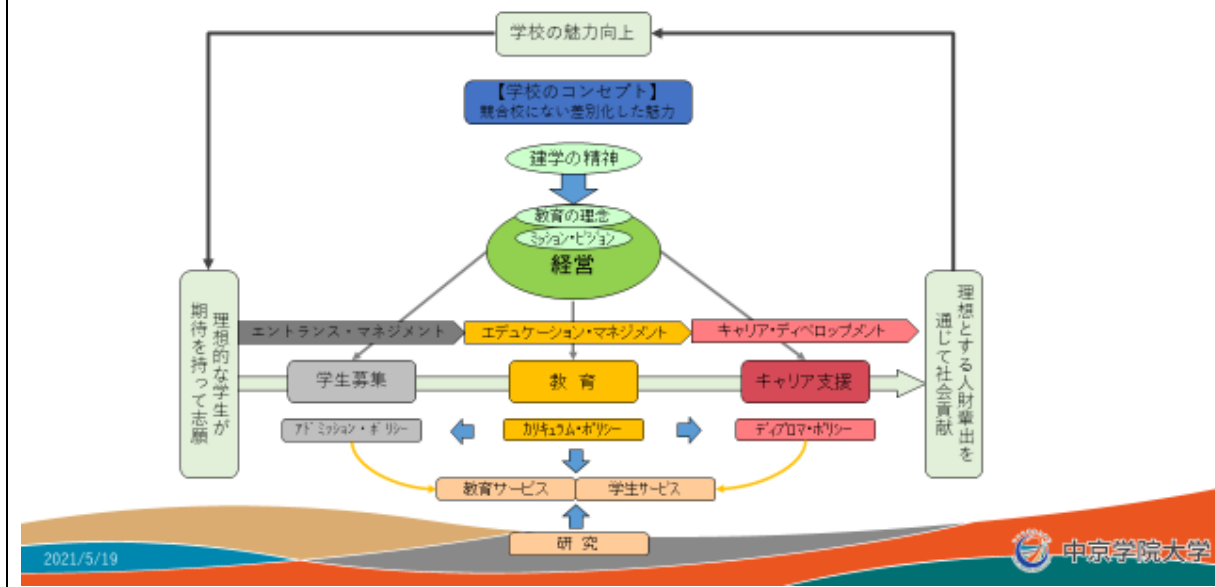 学校の魅力向上
【学校のコンセプト】
競合校にない差別化した魅力
建学の精神
教育の理念
ミッション・ビジョン
経営
理想的な学生が
期待を持って志願
エントランス・マネジメント
エデュケーション・マネジメント
キャリア・ディベロップメント
学生募集
教 育
キャリア支援
アドミッション・ポリシー
カリキュラム・ポリシー
ディプロマ・ポリシー
教育サービス
学生サービス
研 究
理想とする人財輩出を
通じて社会貢献
2021/5/19
中京学院大学